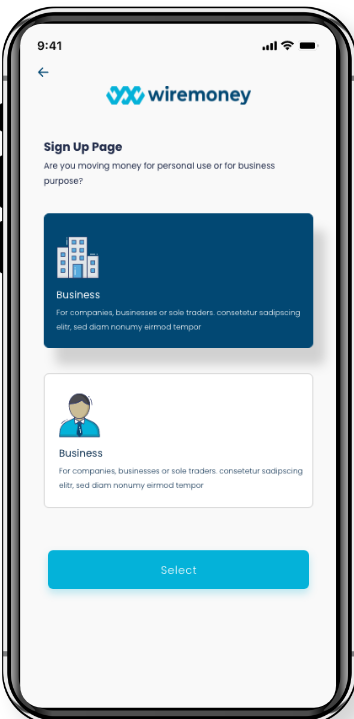 9:41
wiremoney
Sign Up Page
Are you moving money for personal use or for business
purpose?
Business
For companies, businesses or sole traders. consetetur sadipscing
elitr, sed diam nonumy eirmod tempor
Business
For companies, businesses or sole traders. consetetur sadipscing
elitr, sed diam nonumy eirmod tempor
Select